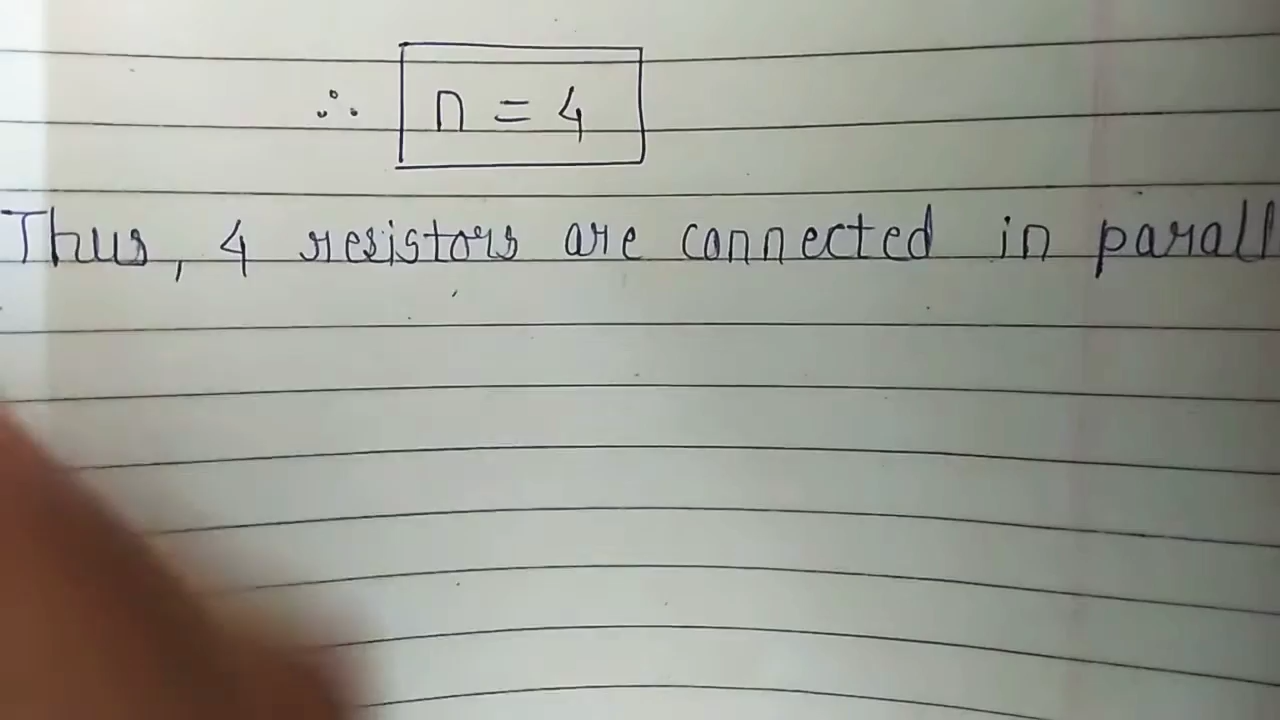 ∴ n = 4
Thus, 4 resistors are connected in parall